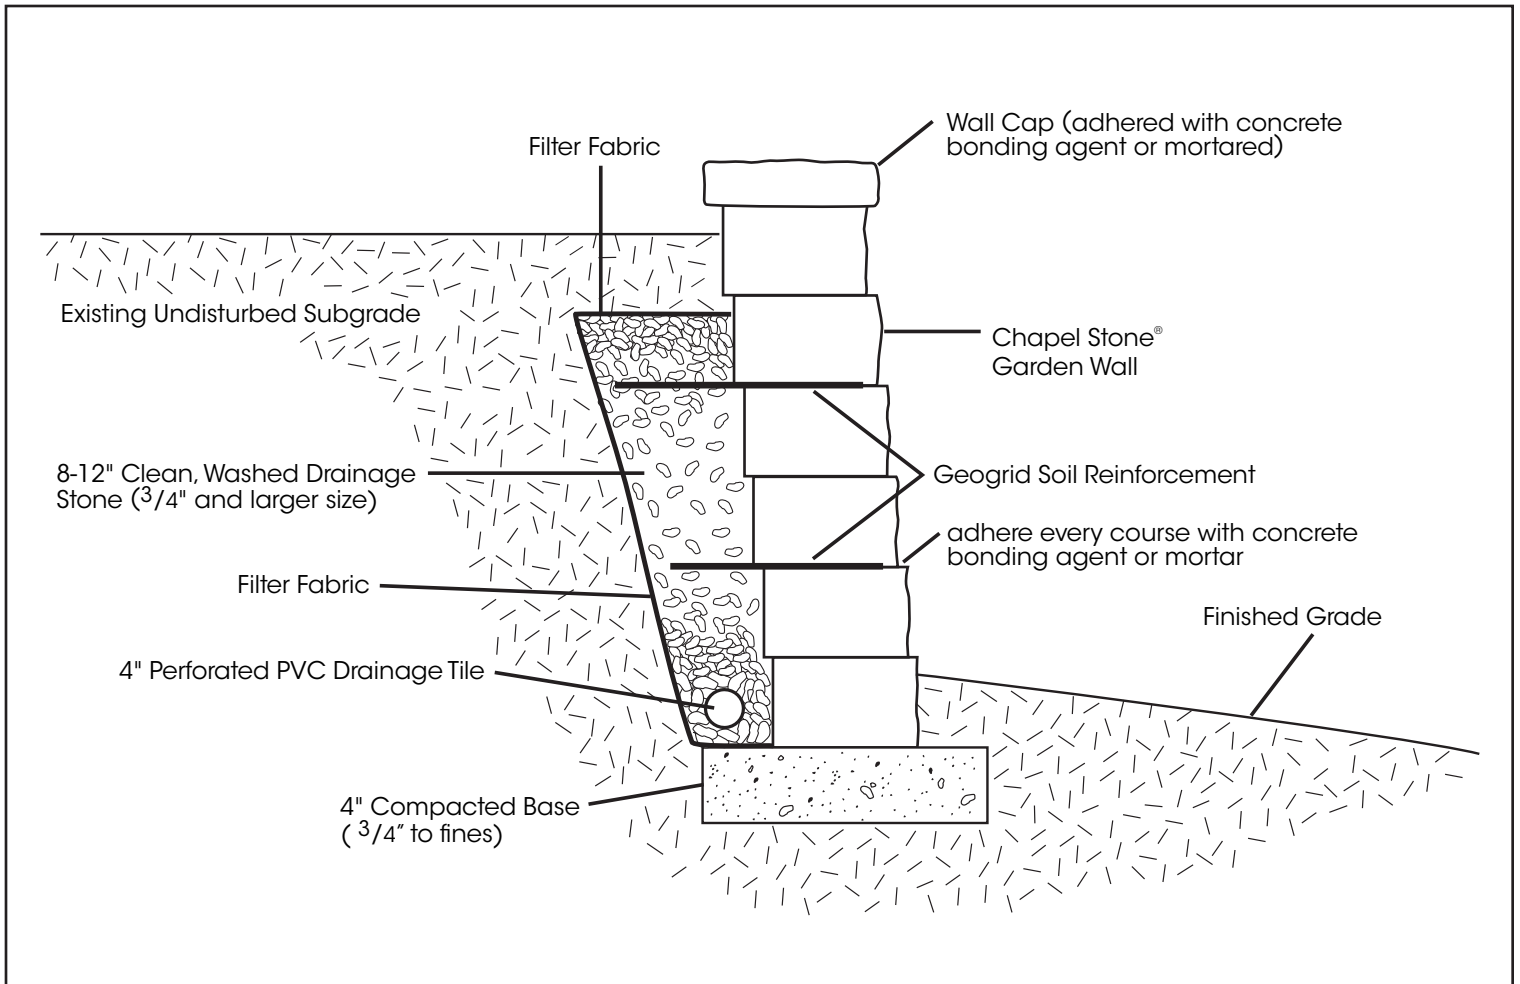 Wall Cap (adhered with concrete
bonding agent or mortared)
Filter Fabric
Existing Undisturbed Subgrade
Chapel Stone®
Garden Wall
8-12" Clean, Washed Drainage
Stone (3/4" and larger size)
Geogrid Soil Reinforcement
adhere every course with concrete
bonding agent or mortar
Filter Fabric
Finished Grade
4" Perforated PVC Drainage Tile
4" Compacted Base
( 3/4″ to fines)